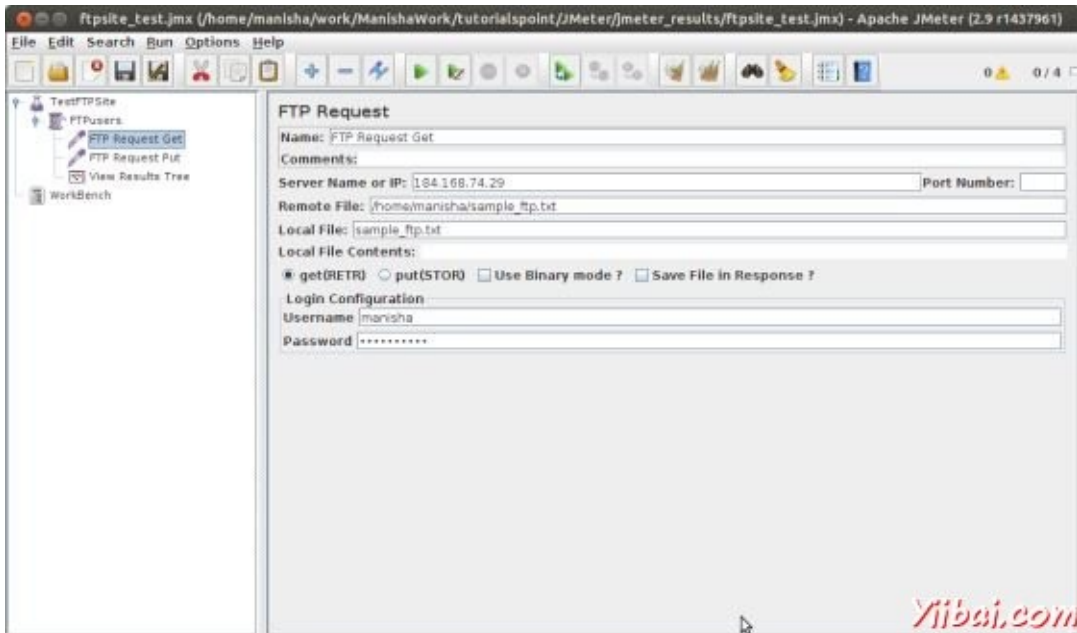 ftpsite_test.jmx (/home/manisha/work/ManishaWork/tutorialspoint/JMeter/jmeter_results/ftpsite_test.jmx) - Apache JMeter (2.9 r1437961)
File Edit Search Run Options Help
0 0 / 4
TestFTPSite
FTPusers
FTP Request Get
FTP Request Put
View Results Tree
WorkBench
FTP Request
Name: FTP Request Get
Comments:
Server Name or IP: 184.168.74.29 Port Number:
Remote File: /home/manisha/sample_ftp.txt
Local File: sample_ftp.txt
Local File Contents:
get(RETR) put(STOR) Use Binary mode ? Save File in Response ?
Login Configuration
Username manisha
Password ••••••••••
Yiibai.com